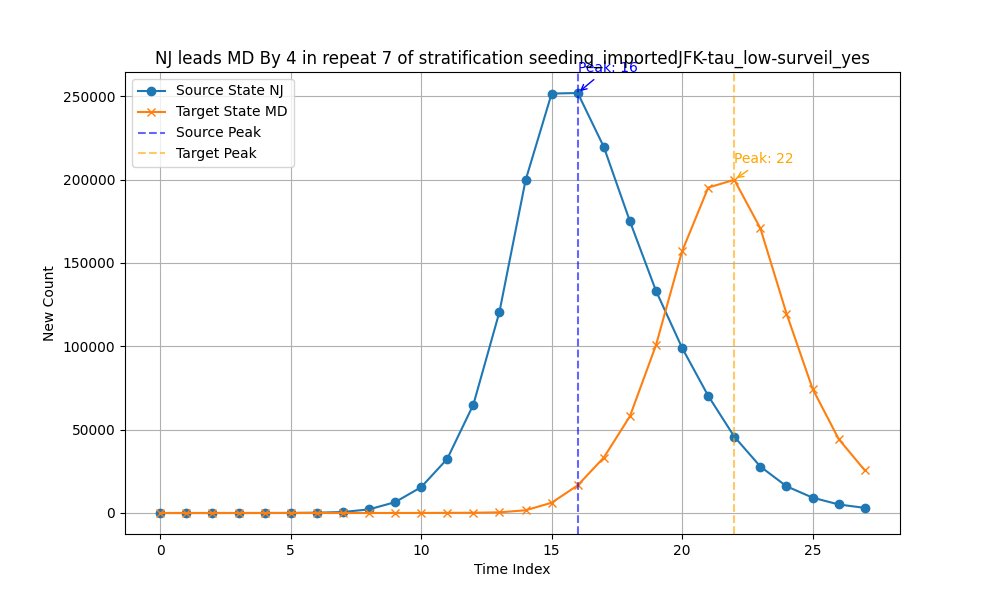 NJ leads MD By 4 in repeat 7 of stratification seeding_importedJFK-tau_low-surveil_yes
Peak: 16
Source State NJ
Target State MD
Source Peak
Target Peak
Peak: 22
250000
200000
150000
100000
50000
0
New Count
0 5 10 15 20 25
Time Index